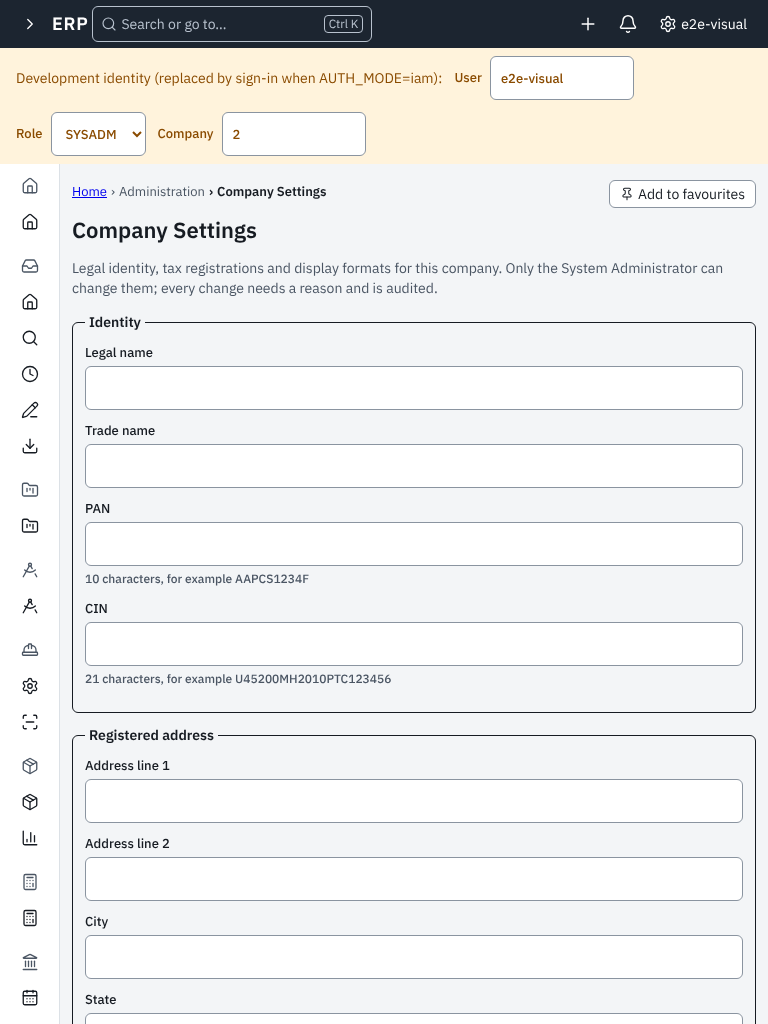 ERP
Search or go to...
Ctrl K
e2e-visual
Development identity (replaced by sign-in when AUTH_MODE=iam):
User
e2e-visual
Role
SYSADM
Company
2
Home › Administration › Company Settings
Add to favourites
Company Settings
Legal identity, tax registrations and display formats for this company. Only the System Administrator can
change them; every change needs a reason and is audited.
Identity
Legal name
Trade name
PAN
10 characters, for example AAPCS1234F
CIN
21 characters, for example U45200MH2010PTC123456
Registered address
Address line 1
Address line 2
City
State